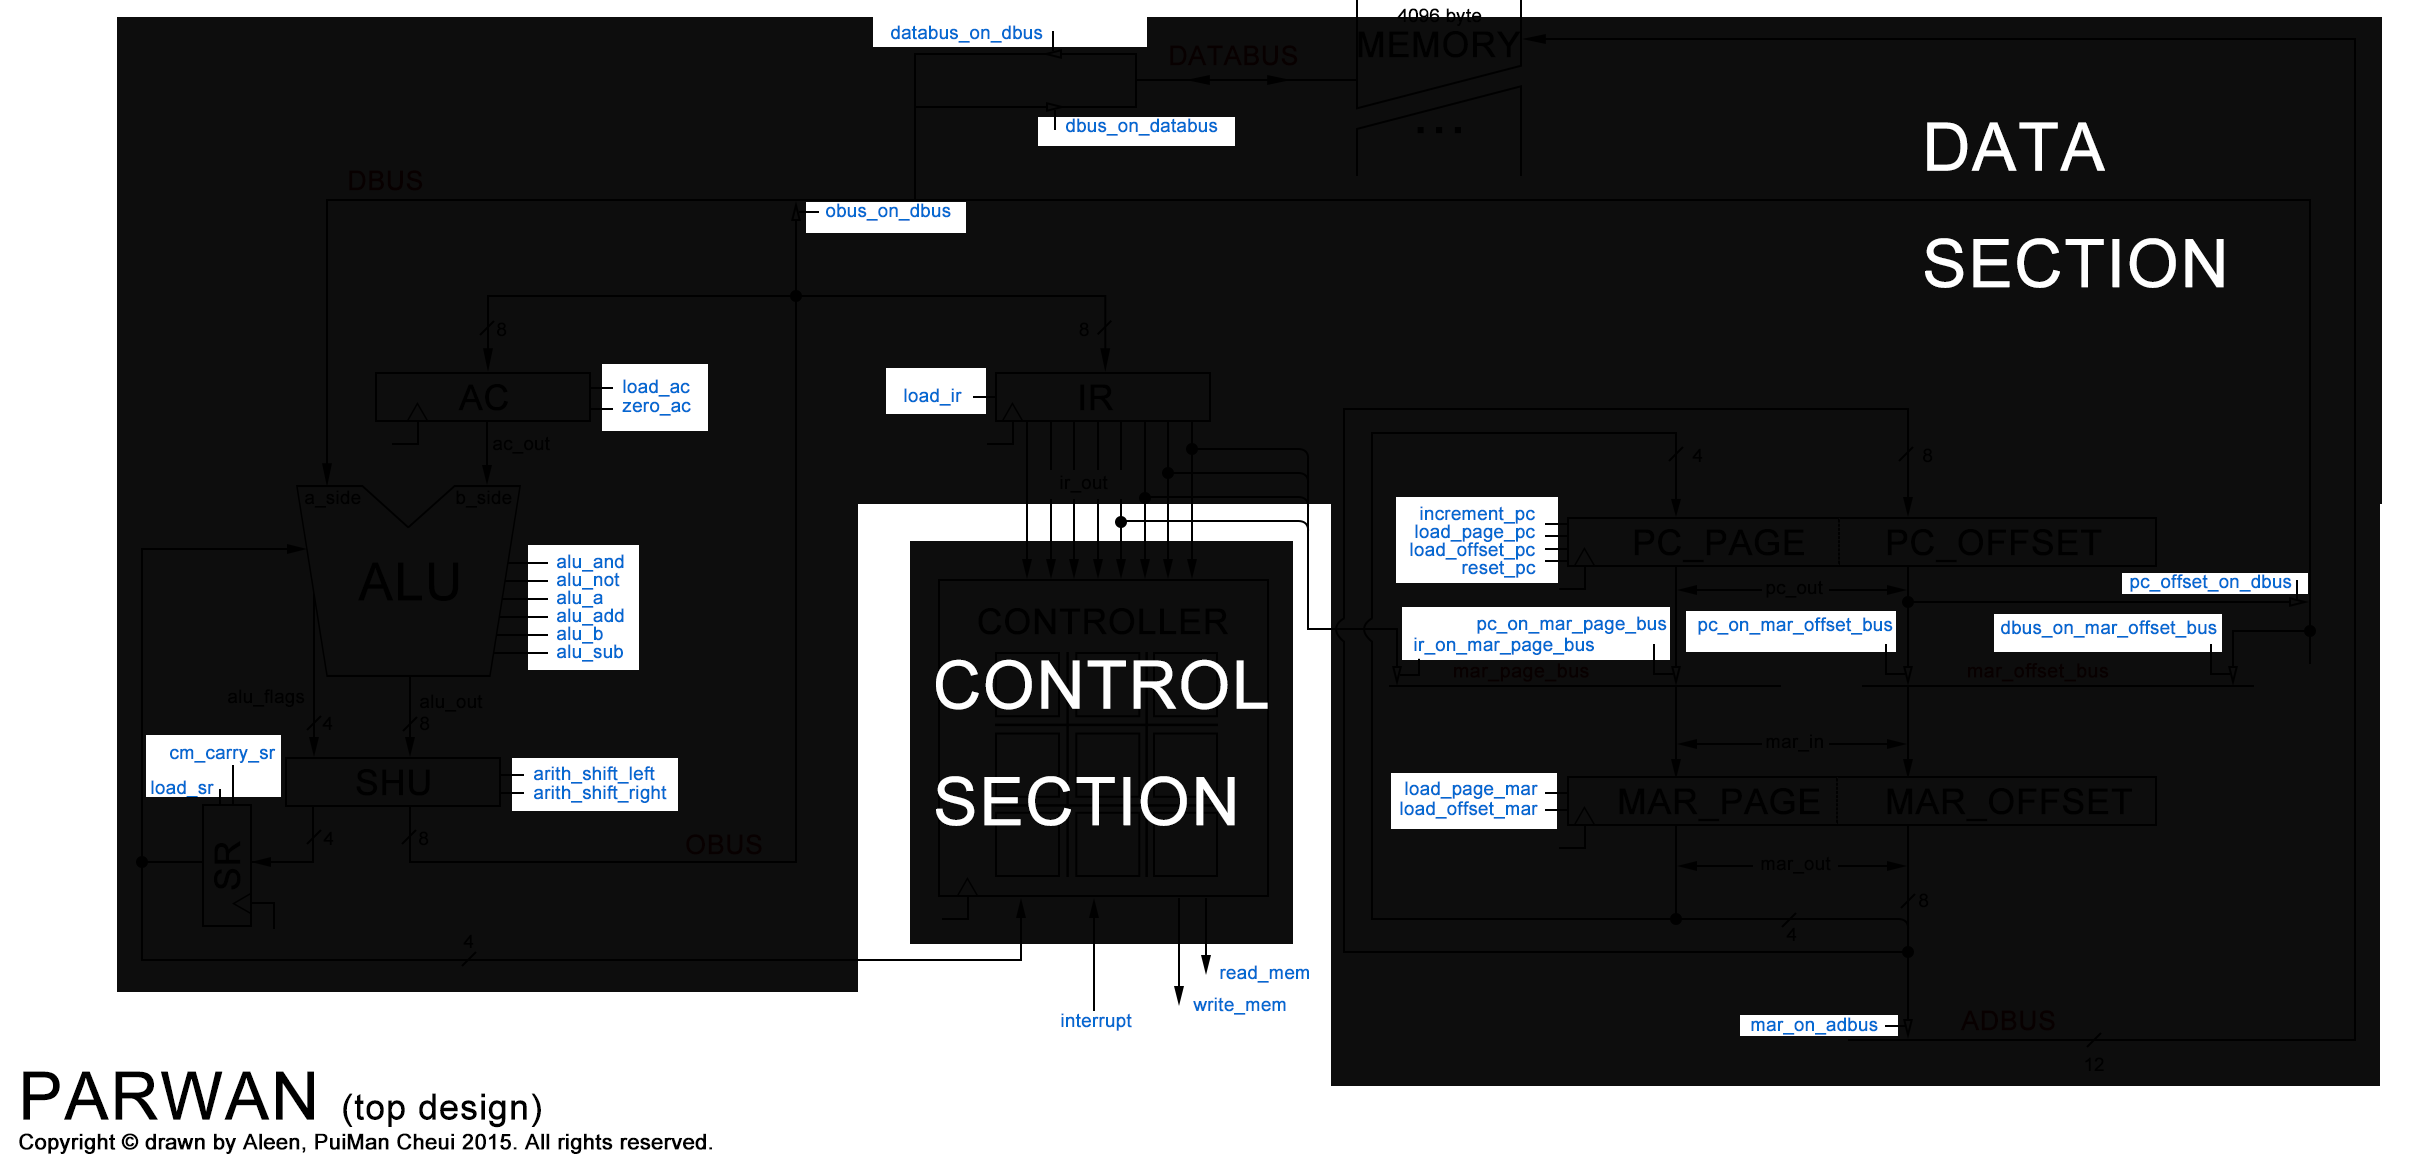 4096 byte
MEMORY
databus_on_dbus
DATABUS
dbus_on_databus
...
DATA
SECTION
DBUS
obus_on_dbus
8
8
AC
load_ac
zero_ac
load_ir
IR
ac_out
4
8
a_side
b_side
ir_out
ALU
alu_and
alu_not
alu_a
alu_add
alu_b
alu_sub
increment_pc
load_page_pc
load_offset_pc
reset_pc
PC_PAGE
PC_OFFSET
pc_out
pc_offset_on_dbus
CONTROLLER
CONTROL
SECTION
pc_on_mar_page_bus
ir_on_mar_page_bus
pc_on_mar_offset_bus
dbus_on_mar_offset_bus
mar_page_bus
mar_offset_bus
alu_flags
alu_out
4
8
cm_carry_sr
load_sr
SHU
arith_shift_left
arith_shift_right
mar_in
load_page_mar
load_offset_mar
MAR_PAGE
MAR_OFFSET
4
8
OBUS
SR
mar_out
8
4
4
read_mem
write_mem
interrupt
mar_on_adbus
ADBUS
12
PARWAN (top design)
Copyright © drawn by Aleen, PuiMan Cheui 2015. All rights reserved.